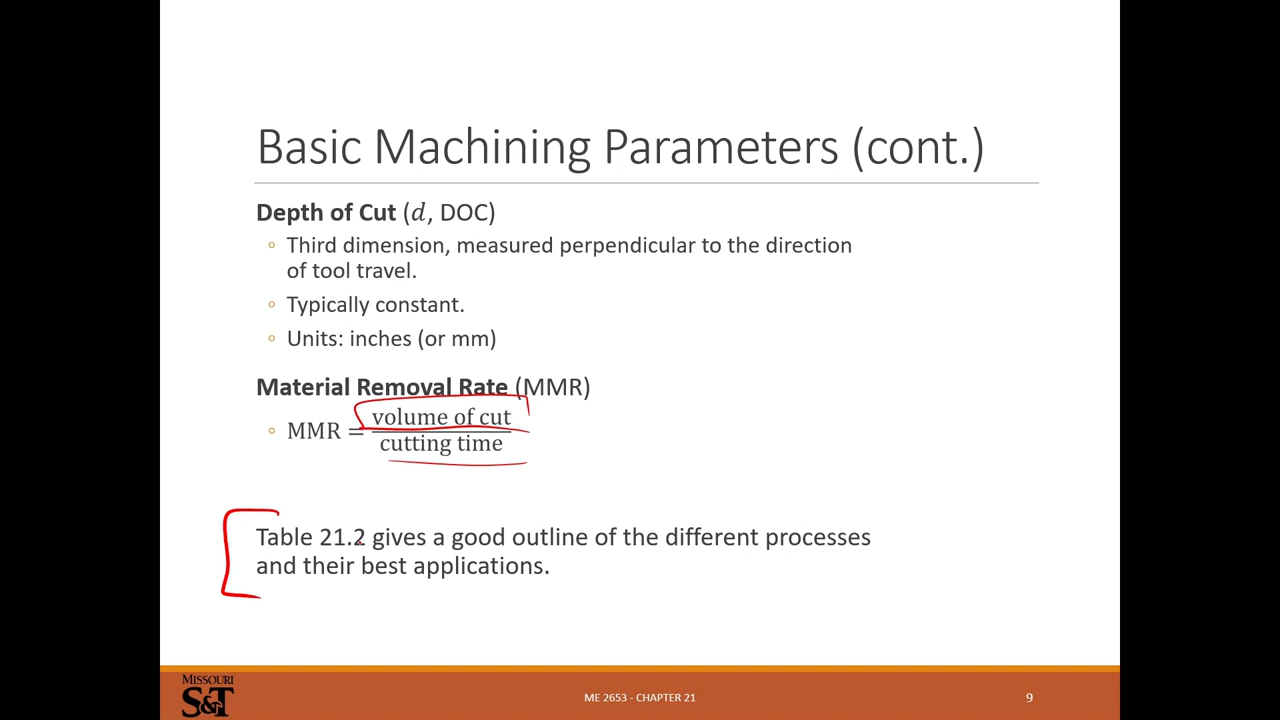 Basic Machining Parameters (cont.)
Depth of Cut (d, DOC)
◦ Third dimension, measured perpendicular to the direction
of tool travel.
◦ Typically constant.
◦ Units: inches (or mm)
Material Removal Rate (MMR)
◦ MMR = volume of cut
cutting time
Table 21.2 gives a good outline of the different processes
and their best applications.
MISSOURI
S&T
ME 2653 - CHAPTER 21
9